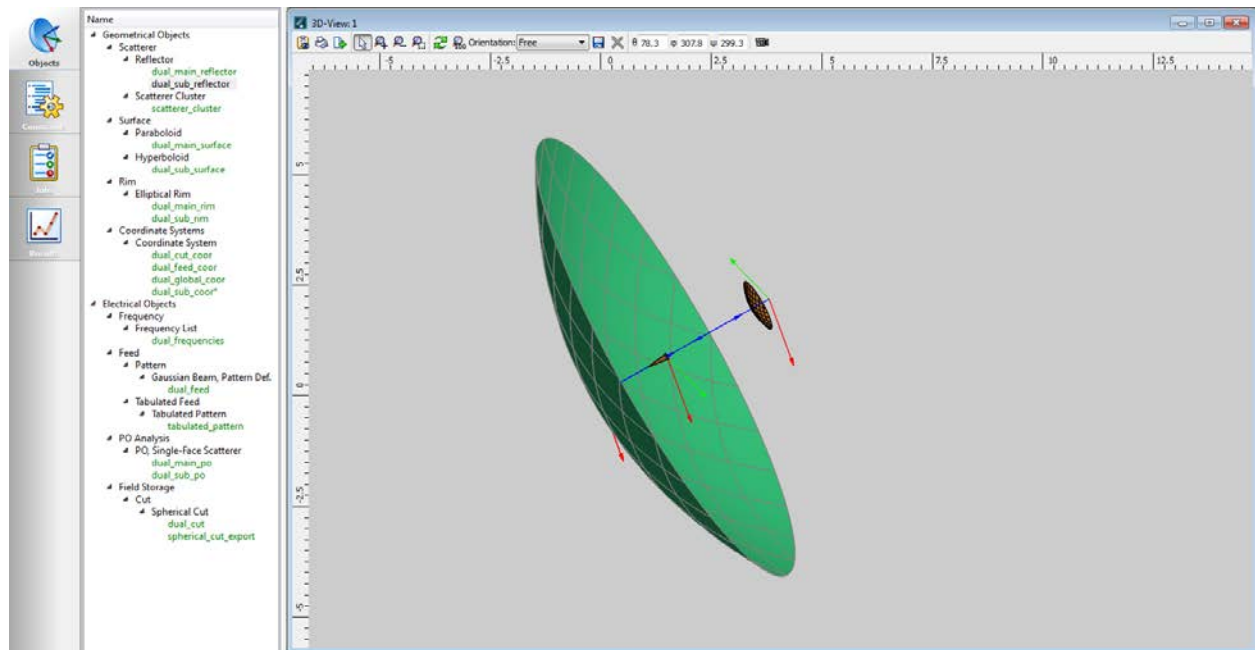 Objects
Name
Geometrical Objects
Scatterer
Reflector
dual_main_reflector
dual_sub_reflector
Scatterer Cluster
scatterer_cluster
Surface
Paraboloid
dual_main_surface
Hyperboloid
dual_sub_surface
Rim
Elliptical Rim
dual_main_rim
dual_sub_rim
Coordinate Systems
Coordinate System
dual_cut_coor
dual_feed_coor
dual_global_coor
dual_sub_coor*
Electrical Objects
Frequency
Frequency List
dual_frequencies
Feed
Pattern
Gaussian Beam, Pattern Def.
dual_feed
Tabulated Feed
Tabulated Pattern
tabulated_pattern
PO Analysis
PO, Single-Face Scatterer
dual_main_po
dual_sub_po
Field Storage
Cut
Spherical Cut
dual_cut
spherical_cut_export
3D-View: 1
Orientation: Free θ 78.3 φ 307.8 ψ 299.3
-5 -2.5 0 2.5 5 7.5 10 12.5
5
2.5
0
-2.5
-5